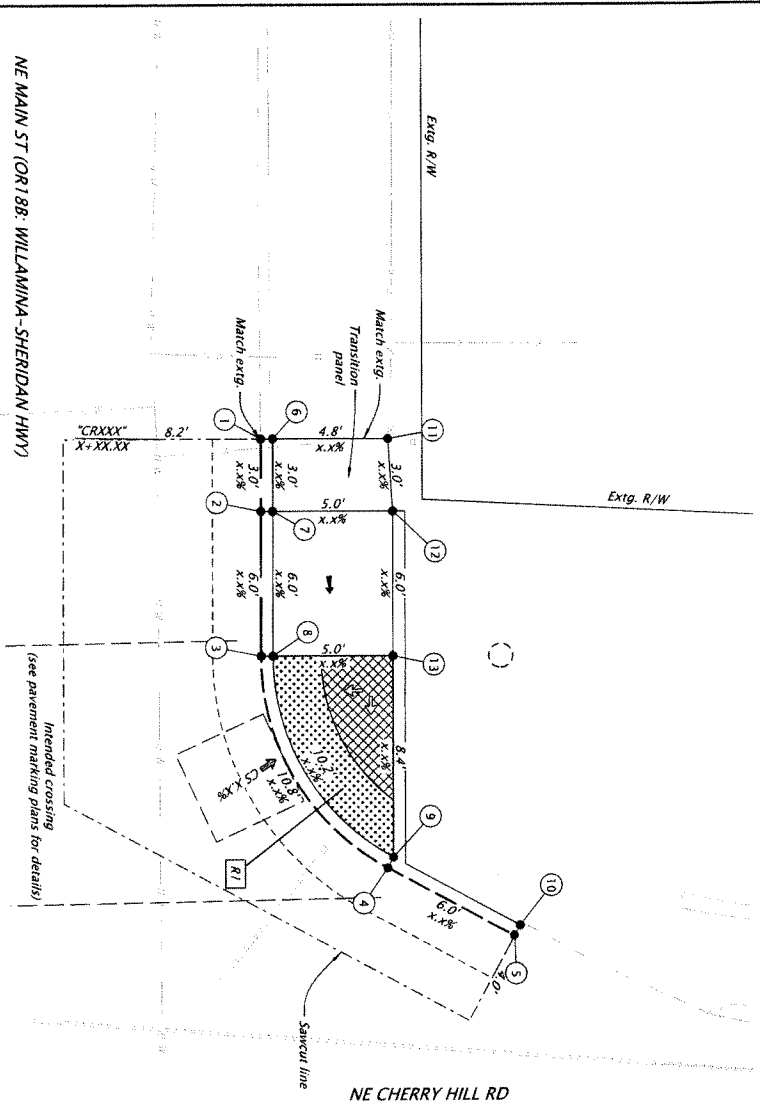 NE MAIN ST (OR18B: WILLAMINA-SHERIDAN HWY)
Extg. R/W
Extg. R/W
Match extg.
Transition
panel
Match extg.
"CRXXX"
X+XX.XX
8.2'
1
6
4.8'
x.x%
11
3.0'
x.x%
3.0'
x.x%
3.0'
x.x%
2
7
5.0'
x.x%
12
6.0'
x.x%
6.0'
x.x%
6.0'
x.x%
3
8
5.0'
x.x%
13
8.4'
x.x%
10.2'
x.x%
10.8'
x.x%
CS X.X%
R1
9
4
6.0'
x.x%
10
5
4.0'
Intended crossing
(see pavement marking plans for details)
Sawcut line
NE CHERRY HILL RD